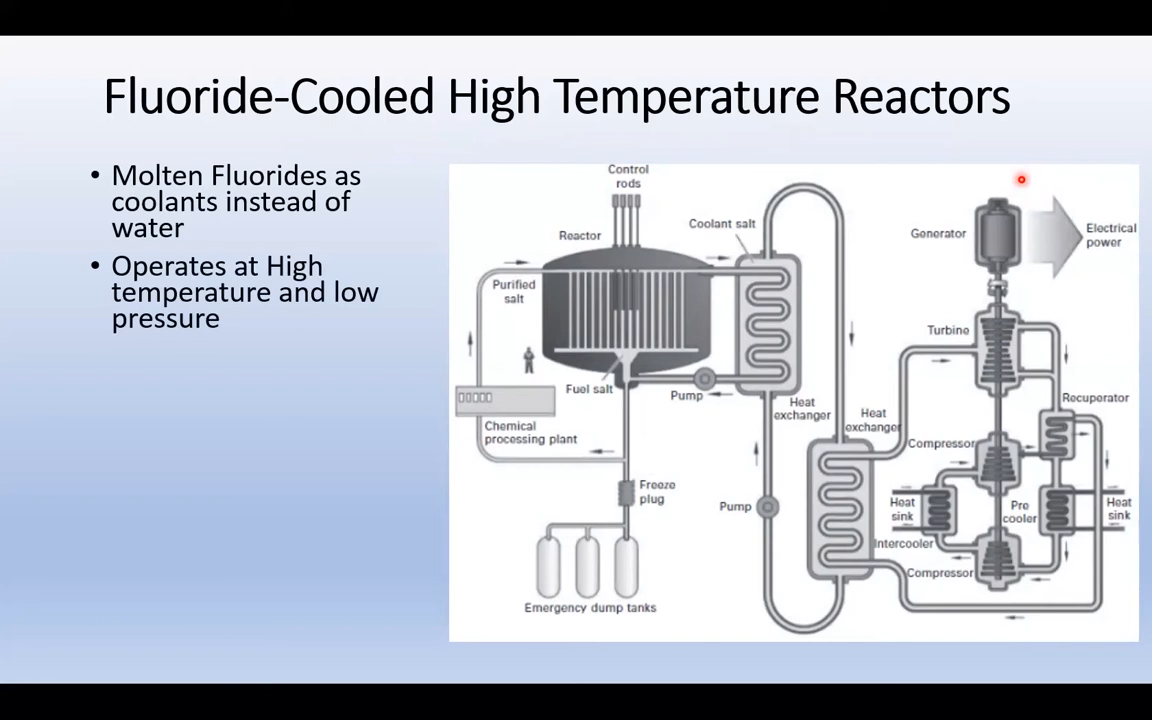 Fluoride-Cooled High Temperature Reactors
• Molten Fluorides as
coolants instead of
water
• Operates at High
temperature and low
pressure
Control
rods
Reactor
Coolant salt
Purified
salt
Fuel salt
Pump
Chemical
processing plant
Heat
exchanger
Heat
exchanger
Freeze
plug
Pump
Emergency dump tanks
Generator
Electrical
power
Turbine
Recuperator
Compressor
Heat
sink
Pre
cooler
Heat
sink
Intercooler
Compressor